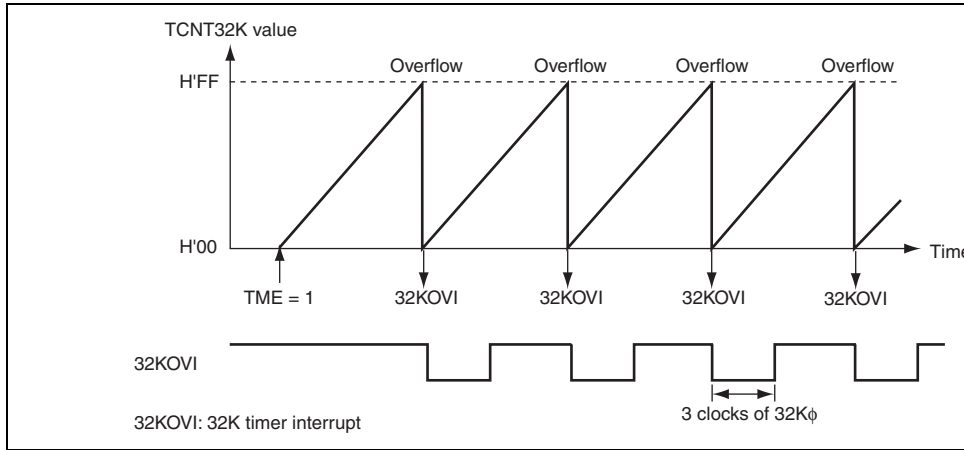 TCNT32K value
Overflow Overflow Overflow Overflow
H'FF
H'00
Time
TME = 1 32KOVI 32KOVI 32KOVI 32KOVI
32KOVI
3 clocks of 32Kϕ
32KOVI: 32K timer interrupt